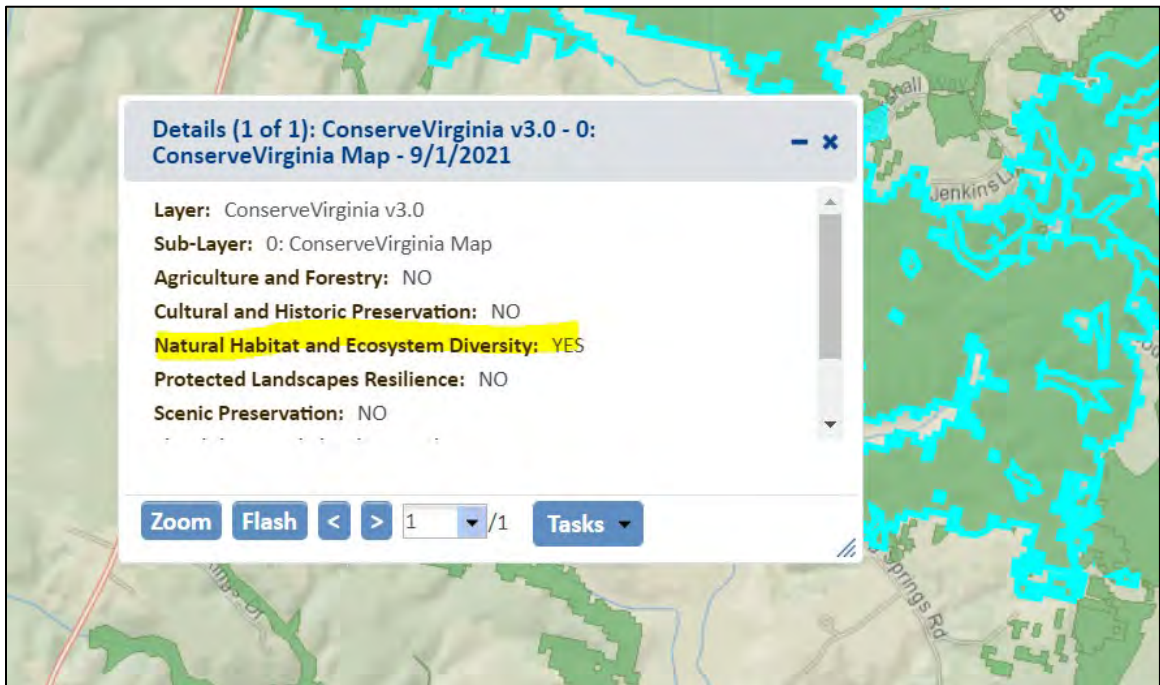 Details (1 of 1): ConserveVirginia v3.0 - 0:
ConserveVirginia Map - 9/1/2021
Layer: ConserveVirginia v3.0
Sub-Layer: 0: ConserveVirginia Map
Agriculture and Forestry: NO
Cultural and Historic Preservation: NO
Natural Habitat and Ecosystem Diversity: YES
Protected Landscapes Resilience: NO
Scenic Preservation: NO
Zoom Flash < > 1 /1 Tasks
Way
Jenkins
Springs Rd